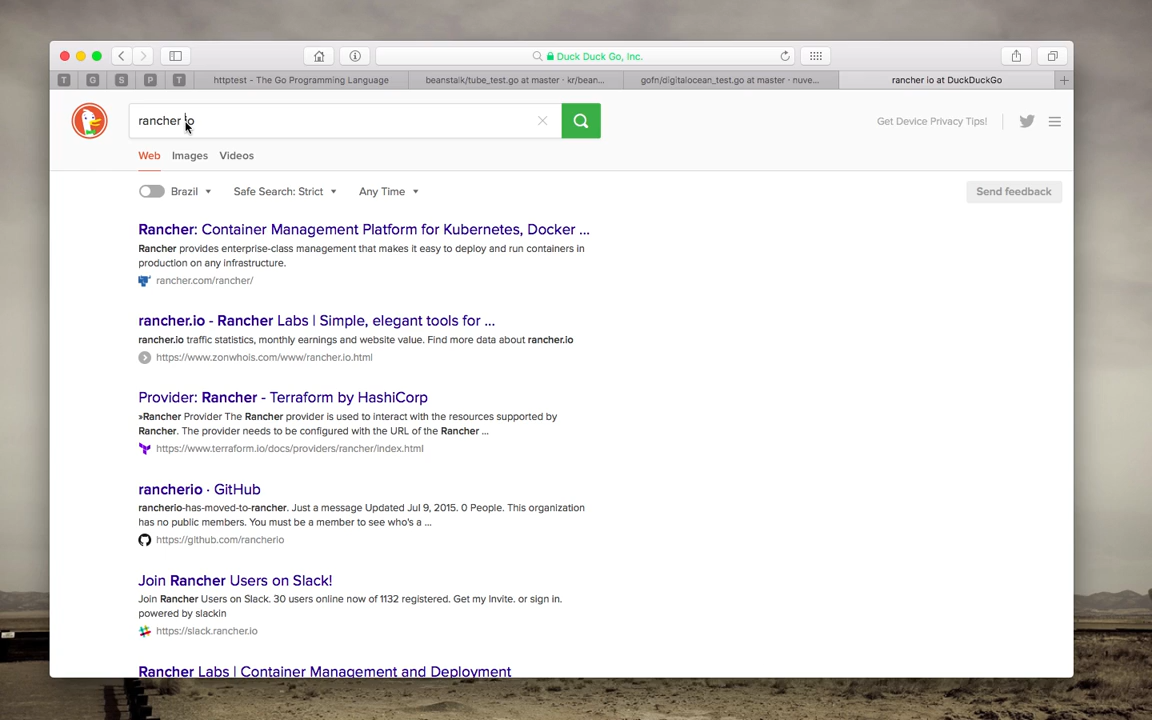 Duck Duck Go, Inc.
T G S P T
httptest - The Go Programming Language
beanstalk/tube_test.go at master · kr/bean...
gofn/digitalocean_test.go at master · nuve...
rancher io at DuckDuckGo
rancher io
Get Device Privacy Tips!
Web Images Videos
Brazil Safe Search: Strict Any Time
Send feedback
Rancher: Container Management Platform for Kubernetes, Docker ...
Rancher provides enterprise-class management that makes it easy to deploy and run containers in
production on any infrastructure.
rancher.com/rancher/
rancher.io - Rancher Labs | Simple, elegant tools for ...
rancher.io traffic statistics, monthly earnings and website value. Find more data about rancher.io
https://www.zonwhois.com/www/rancher.io.html
Provider: Rancher - Terraform by HashiCorp
»Rancher Provider The Rancher provider is used to interact with the resources supported by
Rancher. The provider needs to be configured with the URL of the Rancher ...
https://www.terraform.io/docs/providers/rancher/index.html
rancherio · GitHub
rancherio-has-moved-to-rancher. Just a message Updated Jul 9, 2015. 0 People. This organization
has no public members. You must be a member to see who's a ...
https://github.com/rancherio
Join Rancher Users on Slack!
Join Rancher Users on Slack. 30 users online now of 1132 registered. Get my Invite. or sign in.
powered by slackin
https://slack.rancher.io
Rancher Labs | Container Management and Deployment